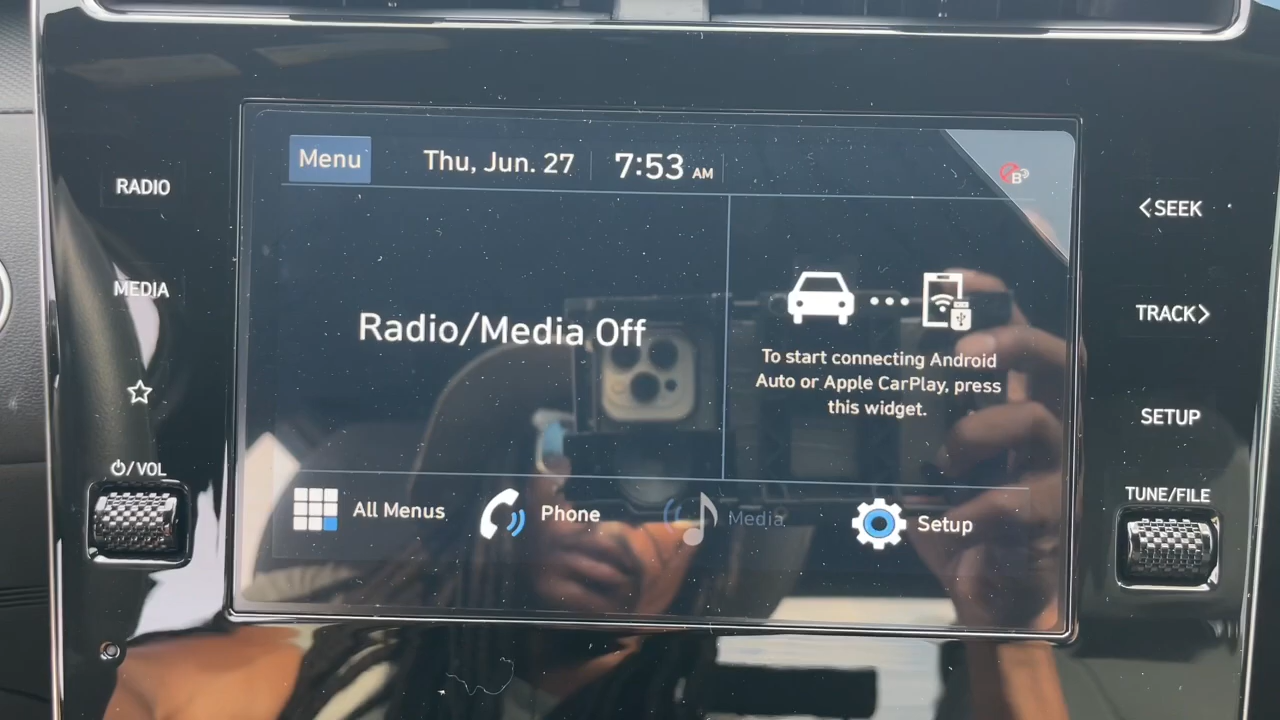 Menu
Thu, Jun. 27
7:53 AM
B
RADIO
<SEEK
MEDIA
TRACK>
Radio/Media Off
To start connecting Android
Auto or Apple CarPlay, press
this widget.
SETUP
/VOL
TUNE/FILE
All Menus
Phone
Media
Setup